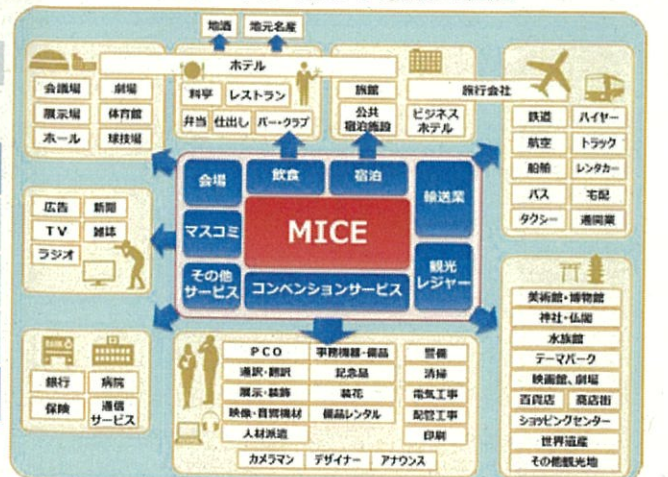 地酒 地元名産
ホテル
会議場 劇場
展示場 体育館
ホール 球技場
料亭 レストラン
弁当 仕出し バー・クラブ
旅館
公共
宿泊施設
ビジネス
ホテル
旅行会社
鉄道 ハイヤー
航空 トラック
船舶 レンタカー
バス 宅配
タクシー 通関業
会場 飲食 宿泊 輸送業
マスコミ MICE
その他
サービス
コンベンションサービス
観光
レジャー
広告 新聞
TV 雑誌
ラジオ
BANK
銀行 病院
保険 通信
サービス
PCO 事務機器・備品 警備
通訳・翻訳 記念品 清掃
展示・装飾 装花 電気工事
映像・音響機材 備品レンタル 配管工事
人材派遣 印刷
カメラマン デザイナー アナウンス
美術館・博物館
神社・仏閣
水族館
テーマパーク
映画館、劇場
百貨店 商店街
ショッピングセンター
世界遺産
その他観光地